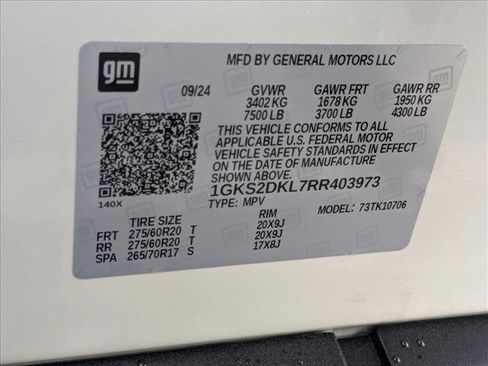 gm
MFD BY GENERAL MOTORS LLC
09/24 GVWR GAWR FRT GAWR RR
3402 KG 1678 KG 1950 KG
7500 LB 3700 LB 4300 LB
THIS VEHICLE CONFORMS TO ALL
APPLICABLE U.S. FEDERAL MOTOR
VEHICLE SAFETY STANDARDS IN EFFECT
ON THE DATE OF MANUFACTURE
SHOWN ABOVE.
1GKS2DKL7RR403973
140X
TYPE: MPV MODEL: 73TK10706
TIRE SIZE RIM
FRT 275/60R20 T 20X9J
RR 275/60R20 T 20X9J
SPA 265/70R17 S 17X8J